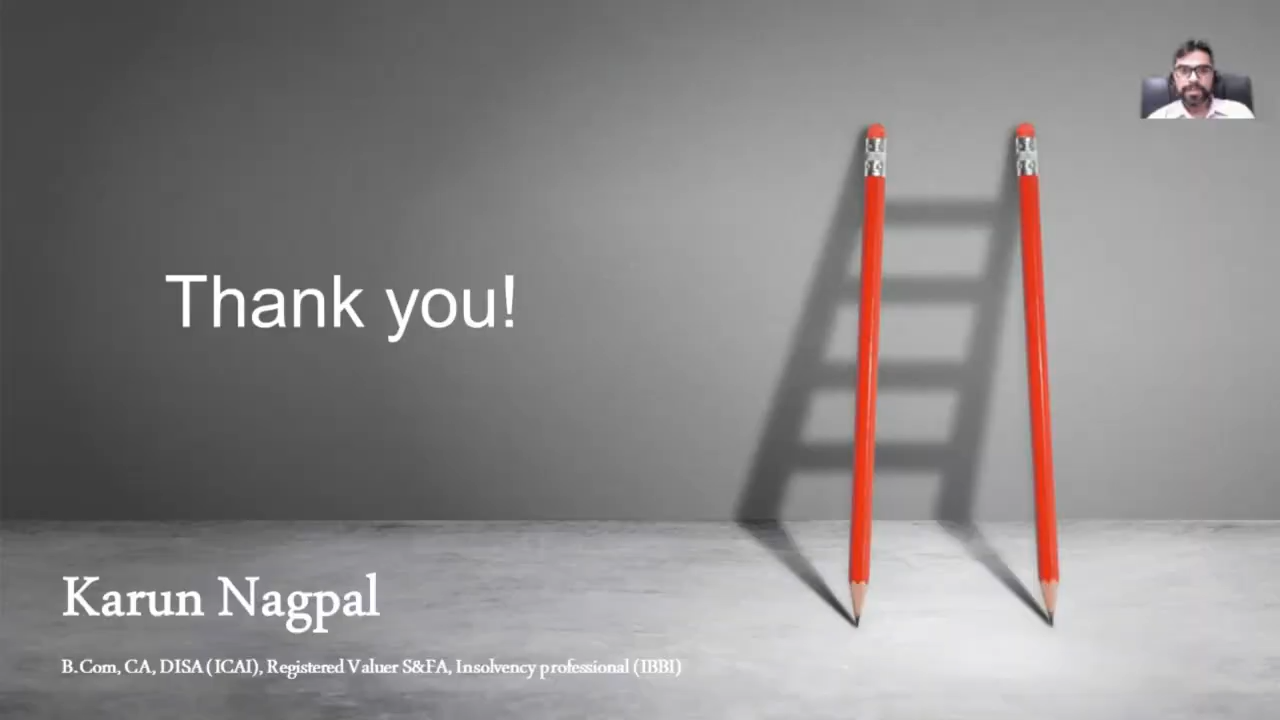 Thank you!
Karun Nagpal
B.Com, CA, DISA (ICAI), Registered Valuer S&FA, Insolvency professional (IBBI)